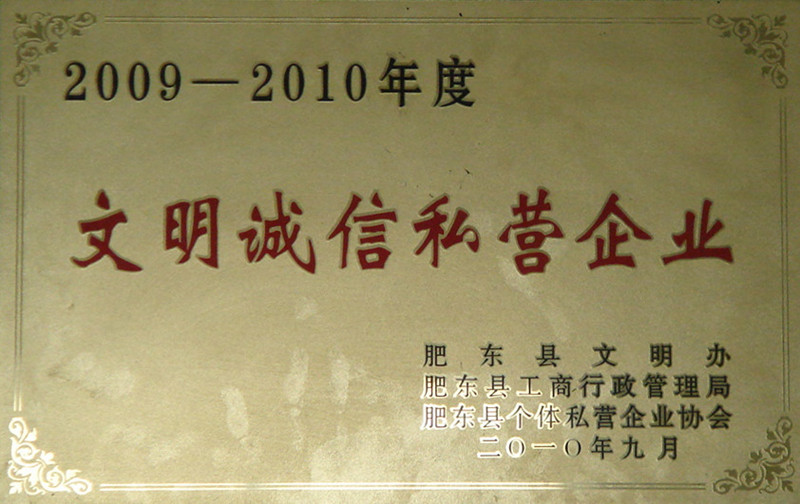 2009—2010年度
文明诚信私营企业
肥东县文明办
肥东县工商行政管理局
肥东县个体私营企业协会
二〇一〇年九月